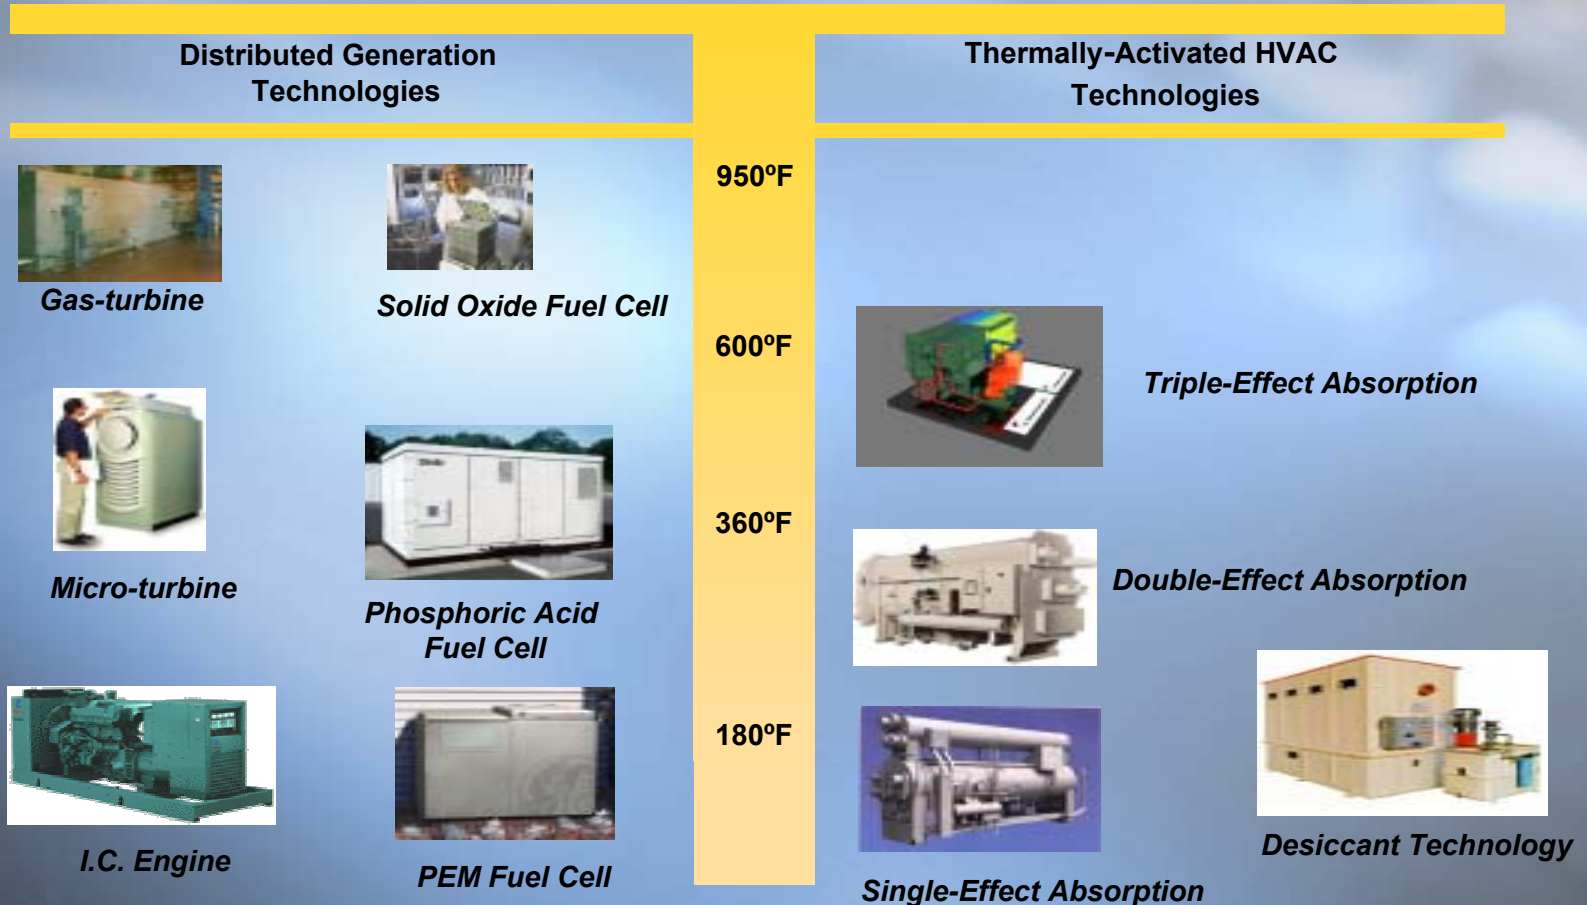 Distributed Generation
Technologies
Thermally-Activated HVAC
Technologies
950ºF
Gas-turbine
Solid Oxide Fuel Cell
600ºF
Triple-Effect Absorption
360ºF
Micro-turbine
Phosphoric Acid
Fuel Cell
Double-Effect Absorption
180ºF
I.C. Engine
PEM Fuel Cell
Single-Effect Absorption
Desiccant Technology